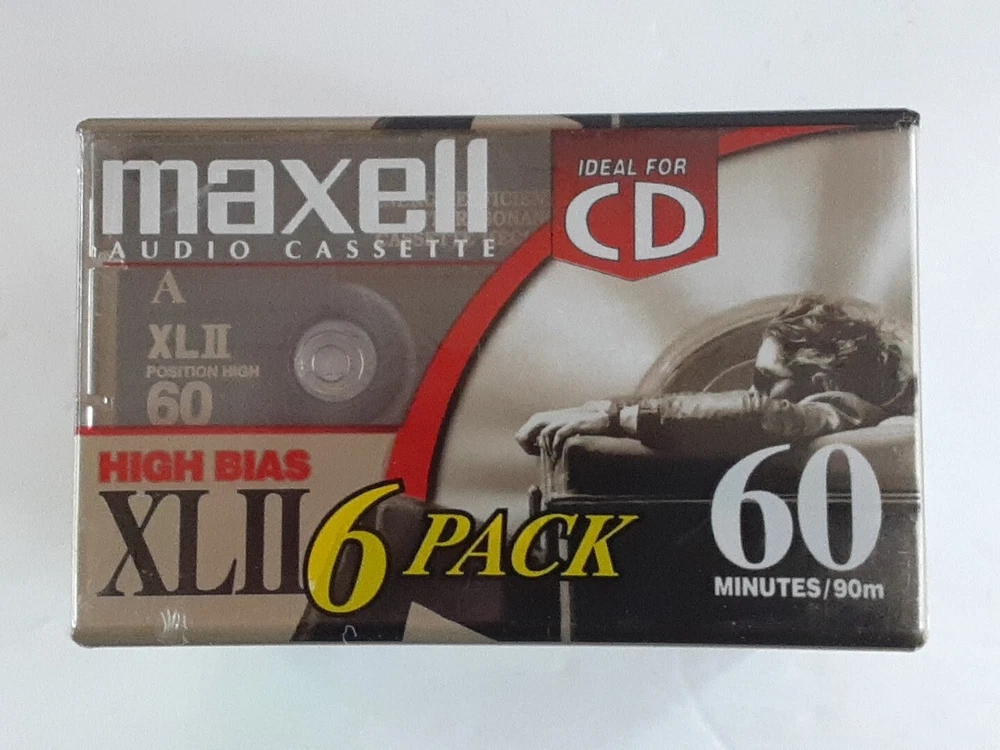 maxell
AUDIO CASSETTE
IDEAL FOR
CD
A
XLII
POSITION HIGH
60
HIGH BIAS
XLII
6 PACK
60
MINUTES/90m